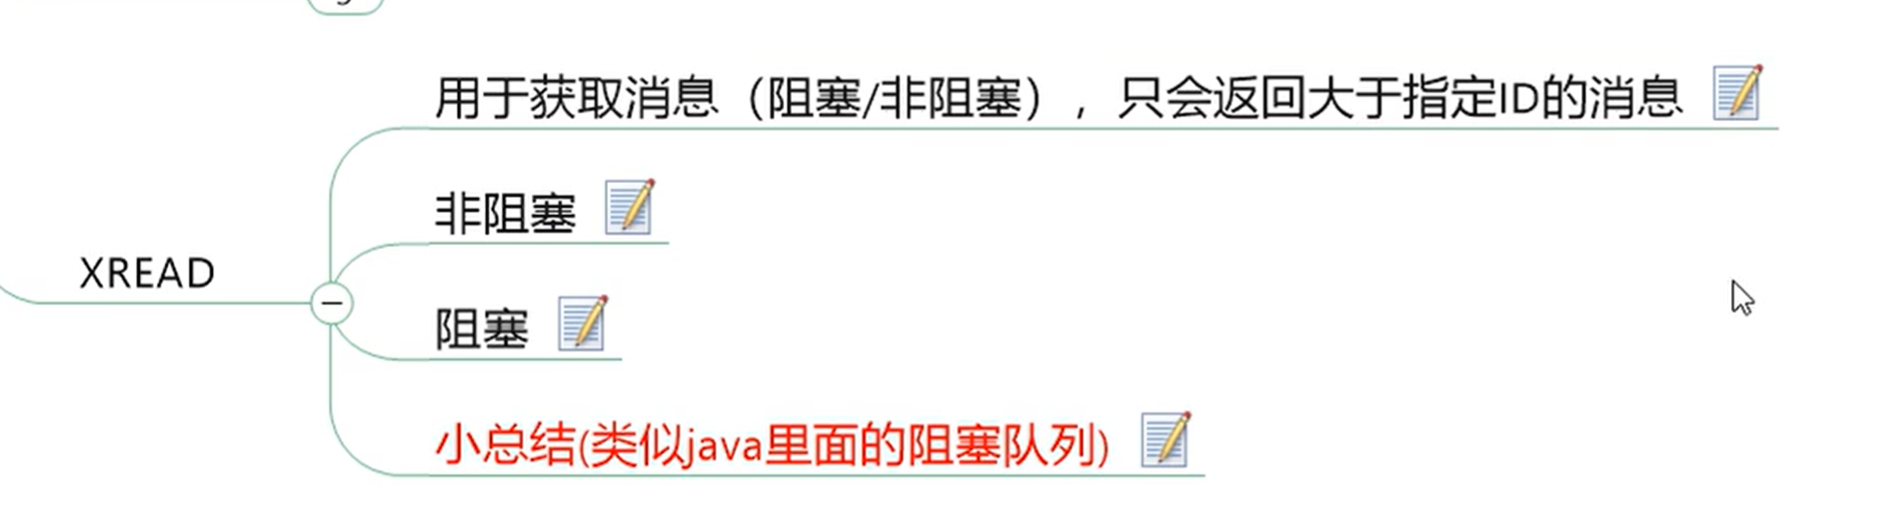 用于获取消息（阻塞/非阻塞），只会返回大于指定ID的消息
非阻塞
XREAD
阻塞
小总结(类似java里面的阻塞队列)